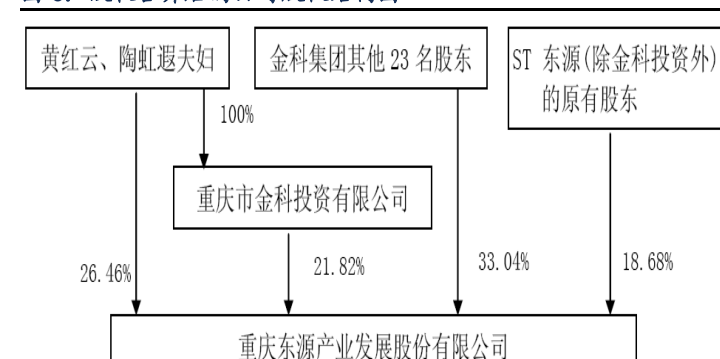 黄红云、陶虹遐夫妇
金科集团其他 23 名股东
ST 东源(除金科投资外)
的原有股东
100%
重庆市金科投资有限公司
26.46%
21.82%
33.04%
18.68%
重庆东源产业发展股份有限公司